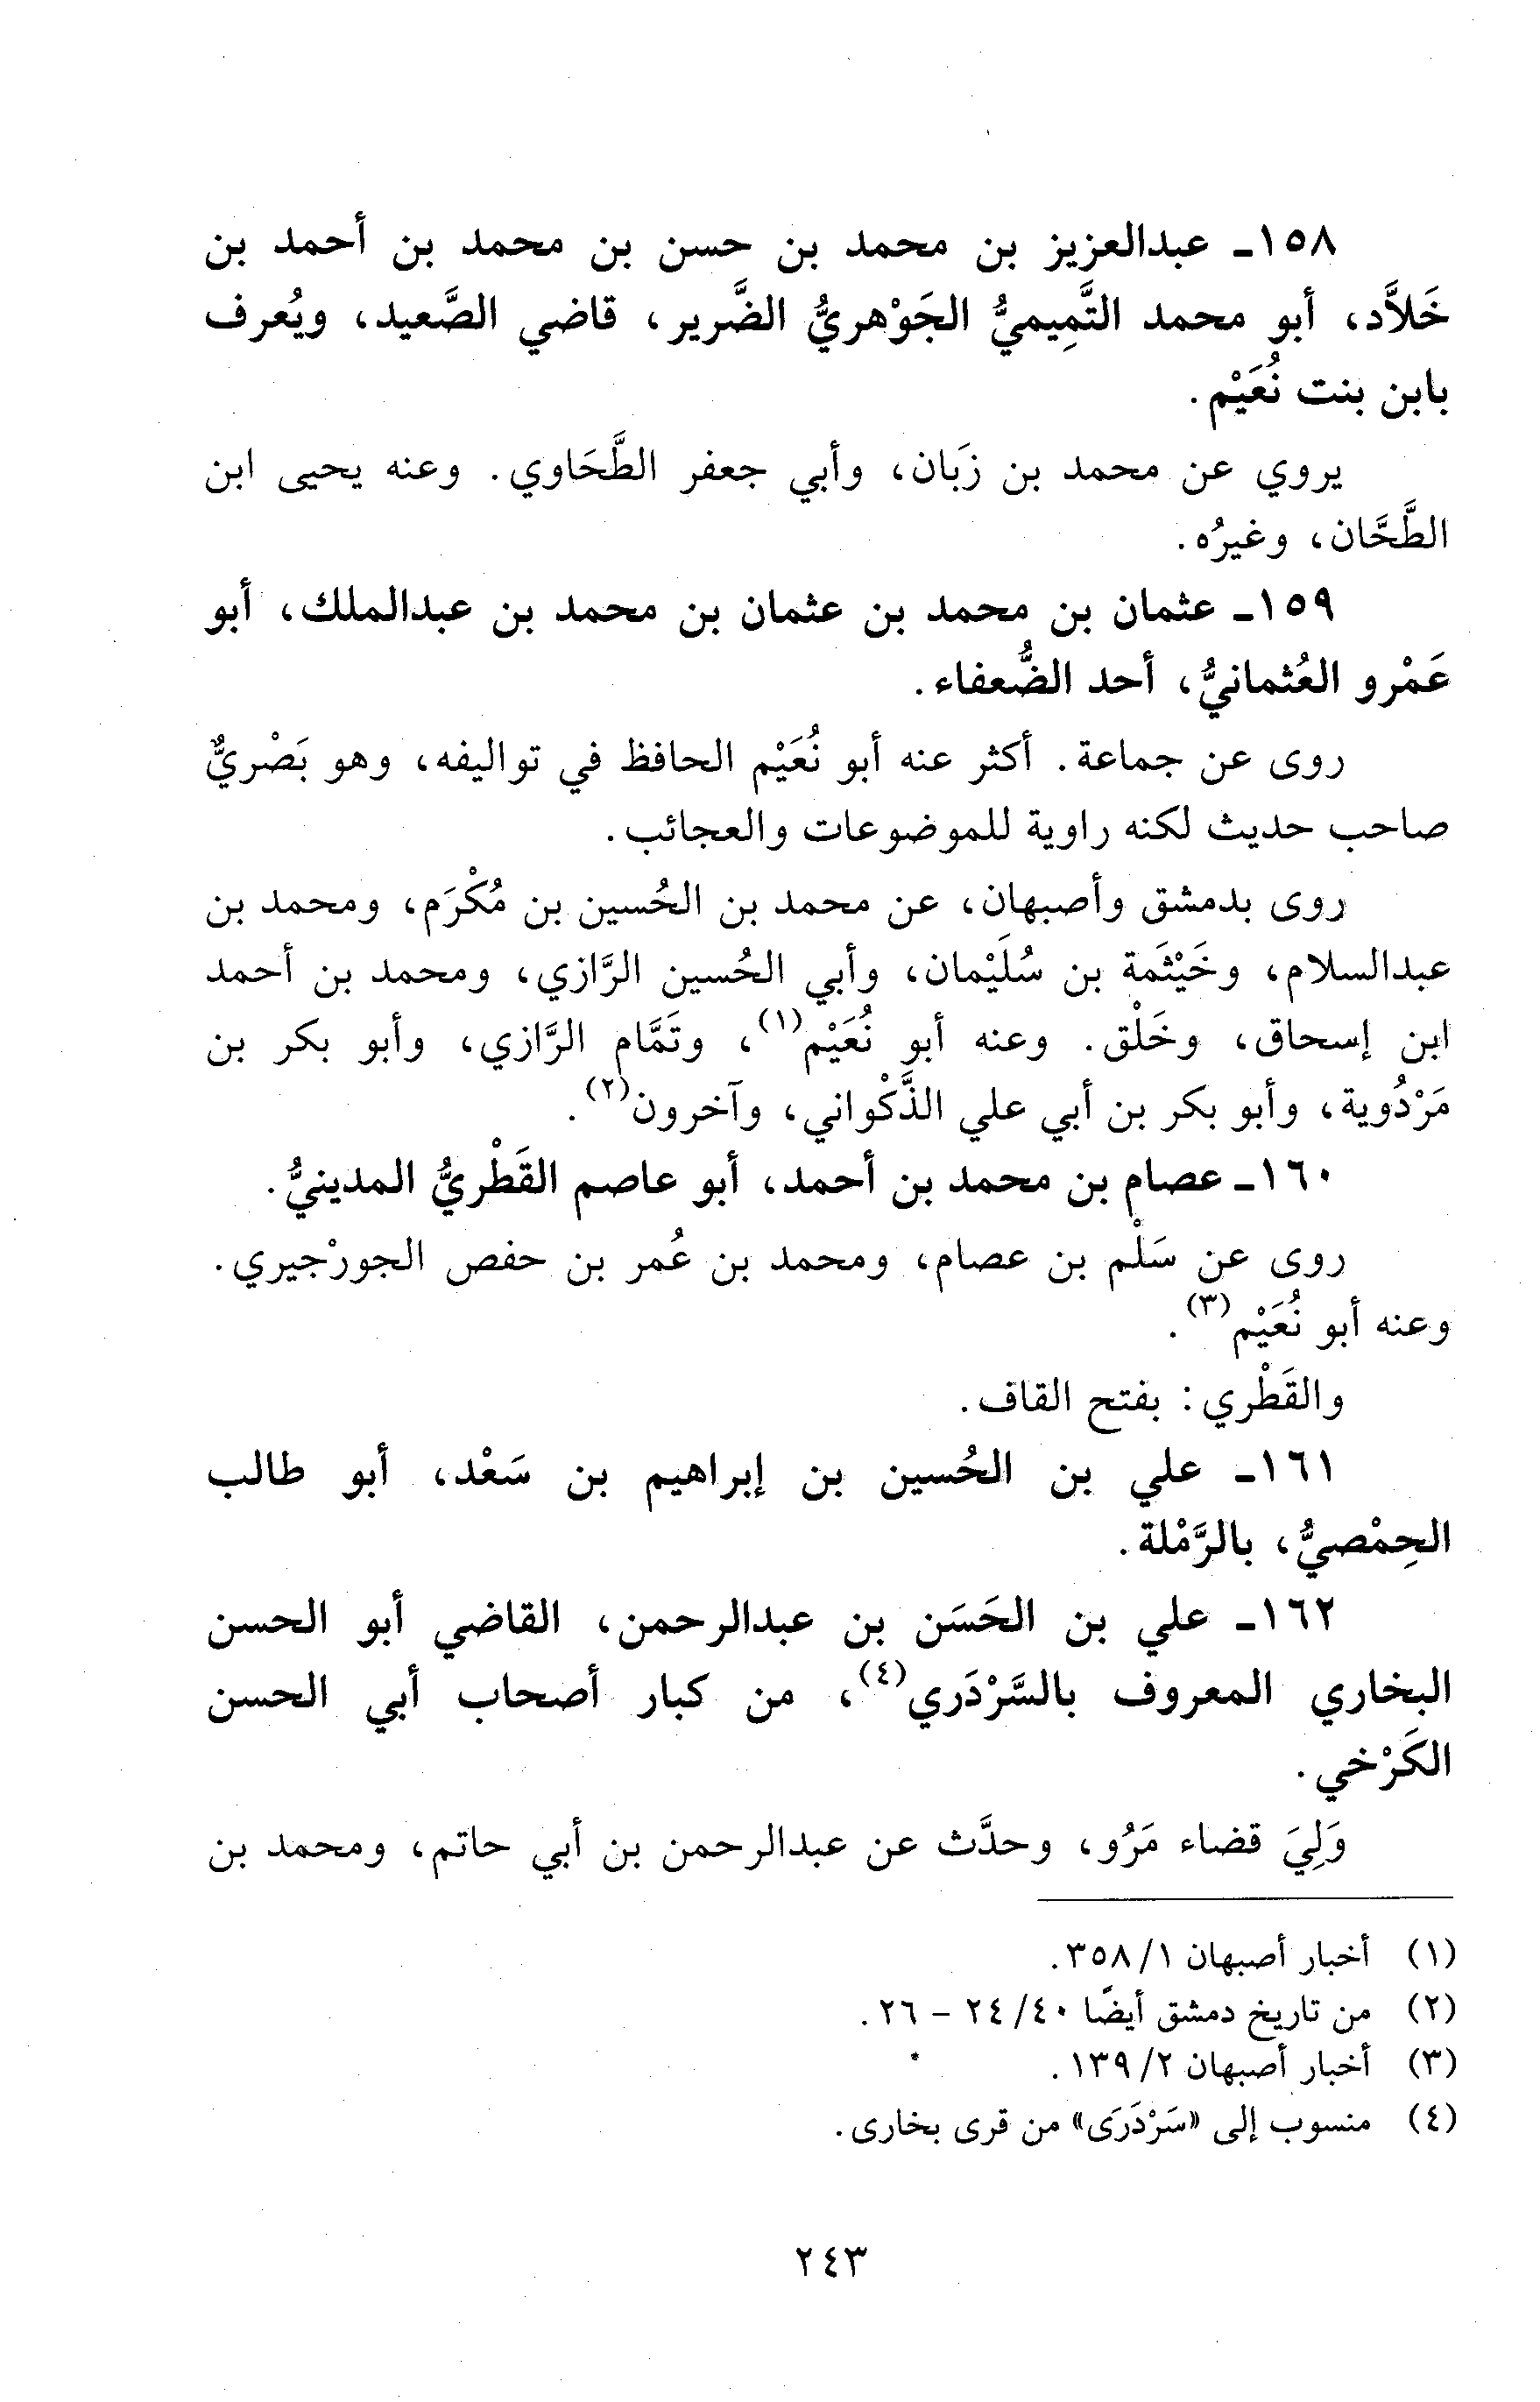 ١٥٨ـ عبدالعزيز بن محمد بن حسن بن محمد بن أحمد بن
خَلاَّد، أبو محمد التَّمِيميُّ الجَوْهريُّ الضَّرير، قاضي الصَّعيد، ويُعرف
بابن بنت نُعَيْم.
يروي عن محمد بن زَبان، وأبي جعفر الطَّحَاوي. وعنه يحيى ابن
الطَّحَّان، وغيرُه.
١٥٩ـ عثمان بن محمد بن عثمان بن محمد بن عبدالملك، أبو
عَمْرو العُثمانيُّ، أحد الضُّعفاء.
روى عن جماعة. أكثر عنه أبو نُعَيْم الحافظ في تواليفه، وهو بَصْريٌّ
صاحب حديث لكنه راوية للموضوعات والعجائب.
روى بدمشق وأصبهان، عن محمد بن الحُسين بن مُكْرَم، ومحمد بن
عبدالسلام، وخَيْثَمة بن سُلَيْمان، وأبي الحُسين الرَّازي، ومحمد بن أحمد
ابن إسحاق، وخَلْق. وعنه أبو نُعَيْم(١)، وتَمَّام الرَّازي، وأبو بكر بن
مَرْدُوية، وأبو بكر بن أبي علي الذَّكْواني، وآخرون(٢).
١٦٠ـ عصام بن محمد بن أحمد، أبو عاصم القَطْريُّ المدينيُّ.
روى عن سَلْم بن عصام، ومحمد بن عُمر بن حفص الجورْجيري.
وعنه أبو نُعَيْم(٣).
والقَطْري: بفتح القاف.
١٦١ـ علي بن الحُسين بن إبراهيم بن سَعْد، أبو طالب
الحِمْصيُّ، بالرَّمْلة.
١٦٢ـ علي بن الحَسَن بن عبدالرحمن، القاضي أبو الحسن
البخاري المعروف بالسَّرْدَري(٤)، من كبار أصحاب أبي الحسن
الكَرْخي.
وَلِيَ قضاء مَرُو، وحدَّث عن عبدالرحمن بن أبي حاتم، ومحمد بن
(١) أخبار أصبهان ١/ ٣٥٨.
(٢) من تاريخ دمشق أيضًا ٤٠/ ٢٤ – ٢٦.
(٣) أخبار أصبهان ٢/ ١٣٩.
(٤) منسوب إلى «سَرْدَرَى» من قرى بخارى.
٢٤٣